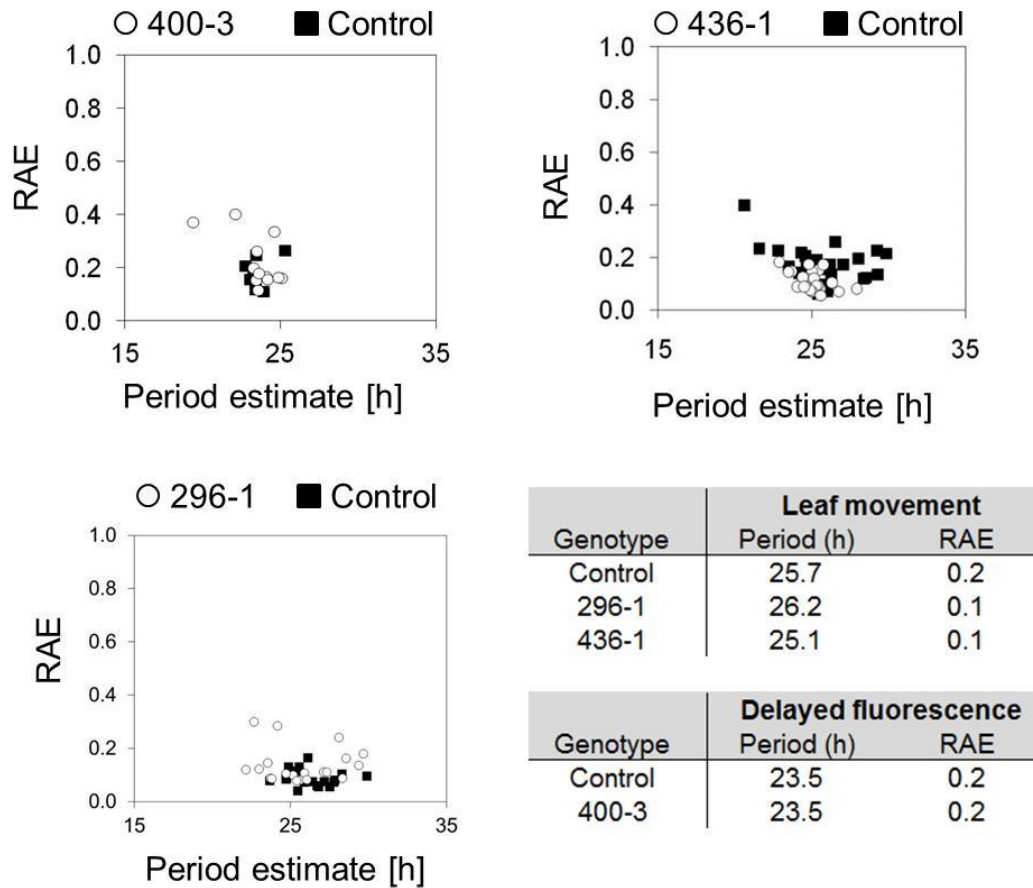 400-3 Control
1.0
0.8
0.6
0.4
0.2
0.0
RAE
15 25 35
Period estimate [h]
436-1 Control
1.0
0.8
0.6
0.4
0.2
0.0
RAE
15 25 35
Period estimate [h]
296-1 Control
1.0
0.8
0.6
0.4
0.2
0.0
RAE
15 25 35
Period estimate [h]
Leaf movement
Genotype Period (h) RAE
Control 25.7 0.2
296-1 26.2 0.1
436-1 25.1 0.1
Delayed fluorescence
Genotype Period (h) RAE
Control 23.5 0.2
400-3 23.5 0.2